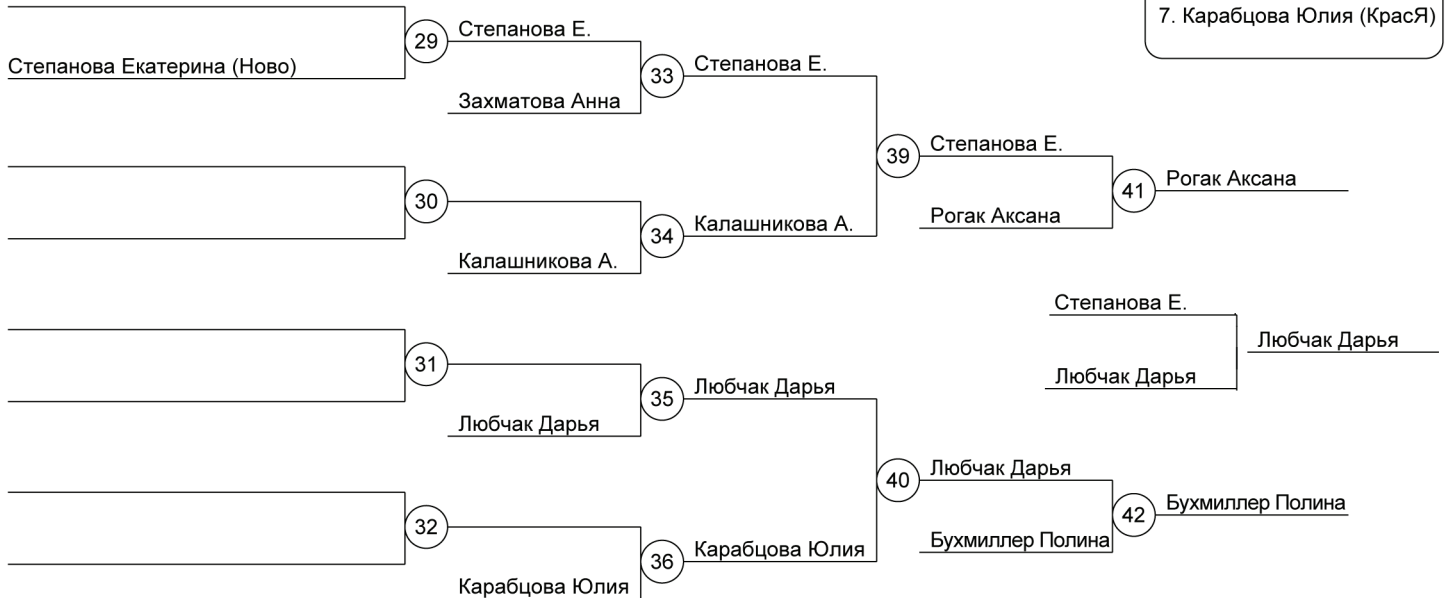 7. Карабцова Юлия (КрасЯ)
29
Степанова Е.
Степанова Екатерина (Ново)
33
Степанова Е.
Захматова Анна
39
Степанова Е.
41
Рогак Аксана
30
Рогак Аксана
34
Калашникова А.
Калашникова А.
Степанова Е.
Любчак Дарья
31
Любчак Дарья
35
Любчак Дарья
Любчак Дарья
40
Любчак Дарья
42
Бухмиллер Полина
32
Бухмиллер Полина
36
Карабцова Юлия
Карабцова Юлия